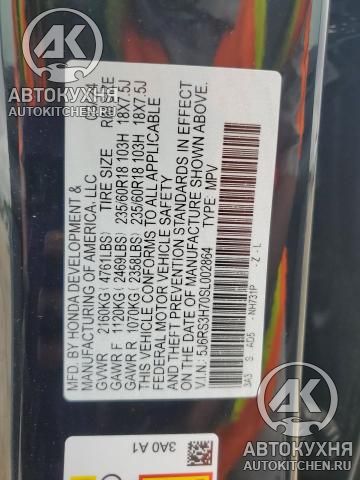 MFD. BY HONDA DEVELOPMENT &
MANUFACTURING OF AMERICA, LLC
TIRE SIZE
GVWR 2160KG (4761LBS)
GAWR F 1120KG (2469LBS) 235/60R18 103H 18X7.5J
GAWR R 1070KG (2358LBS) 235/60R18 103H 18X7.5J
THIS VEHICLE CONFORMS TO ALL APPLICABLE
FEDERAL MOTOR VEHICLE SAFETY
AND THEFT PREVENTION STANDARDS IN EFFECT
ON THE DATE OF MANUFACTURE SHOWN ABOVE.
V.I.N.: 5J6RS3H70SL002864 TYPE: MPV
3A3 S A05 NH731P - Z - L
3A0 A1
АВТОКУХНЯ
AUTOKITCHEN.RU
АВТОКУХНЯ
AUTOKITCHEN.RU